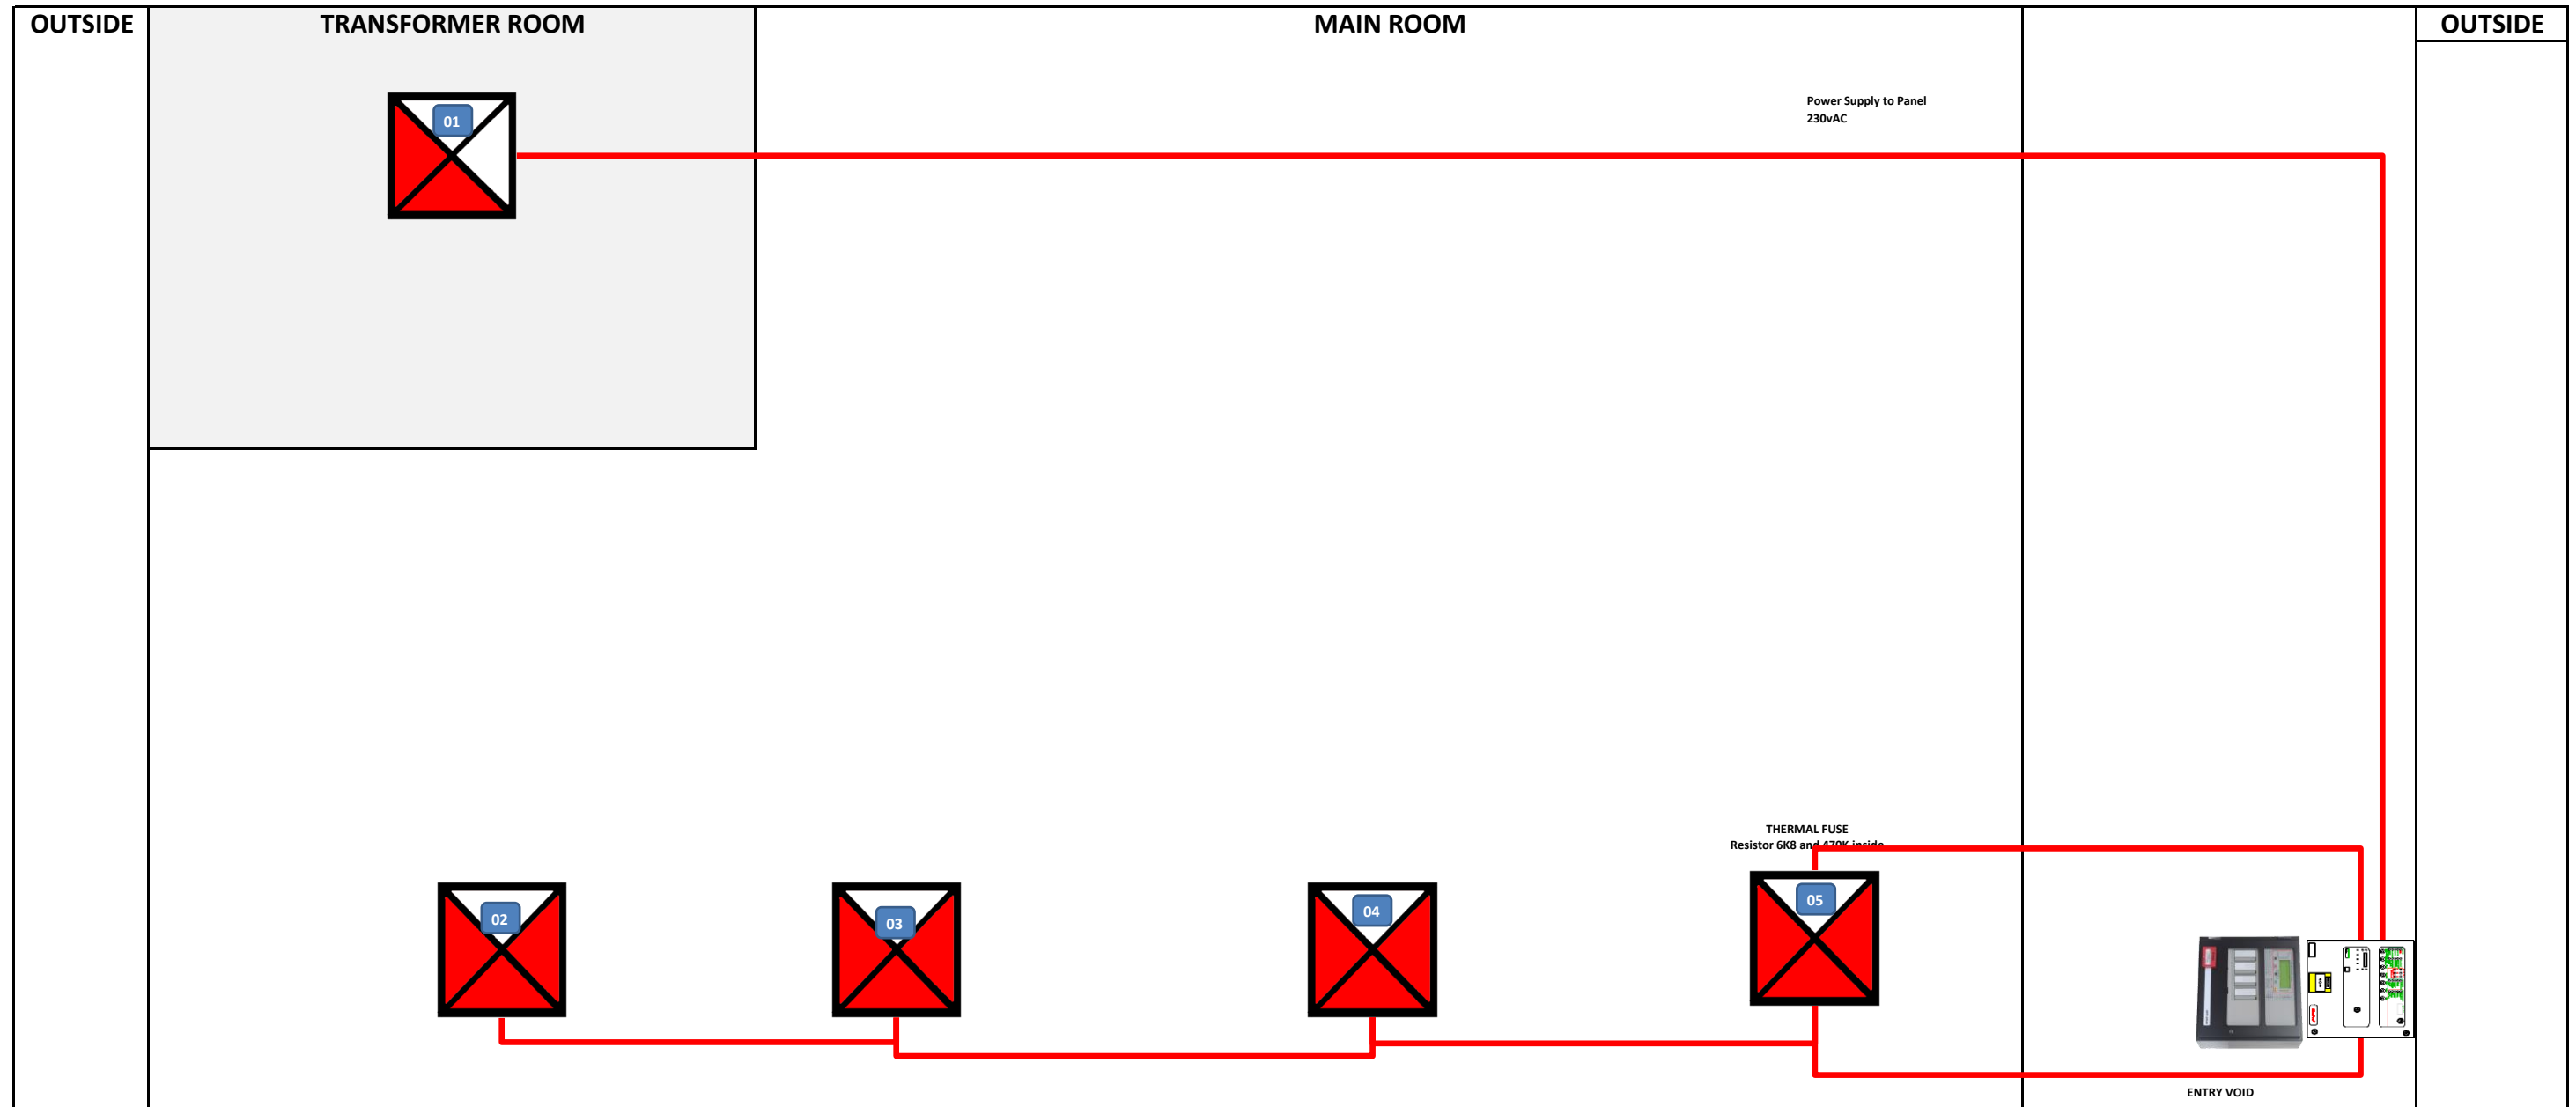 OUTSIDE
TRANSFORMER ROOM
MAIN ROOM
OUTSIDE
01
Power Supply to Panel
230vAC
THERMAL FUSE
Resistor 6K8 and 470K inside
02
03
04
05
ENTRY VOID